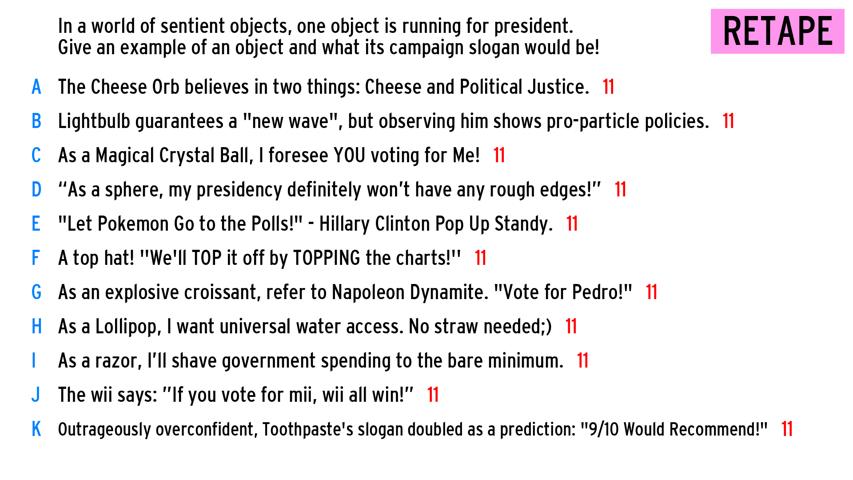 In a world of sentient objects, one object is running for president.
Give an example of an object and what its campaign slogan would be!
RETAPE
A The Cheese Orb believes in two things: Cheese and Political Justice. 11
B Lightbulb guarantees a "new wave", but observing him shows pro-particle policies. 11
C As a Magical Crystal Ball, I foresee YOU voting for Me! 11
D “As a sphere, my presidency definitely won’t have any rough edges!” 11
E "Let Pokemon Go to the Polls!" - Hillary Clinton Pop Up Standy. 11
F A top hat! ''We'll TOP it off by TOPPING the charts!'' 11
G As an explosive croissant, refer to Napoleon Dynamite. "Vote for Pedro!" 11
H As a Lollipop, I want universal water access. No straw needed;) 11
I As a razor, I’ll shave government spending to the bare minimum. 11
J The wii says: ”If you vote for mii, wii all win!” 11
K Outrageously overconfident, Toothpaste's slogan doubled as a prediction: "9/10 Would Recommend!" 11